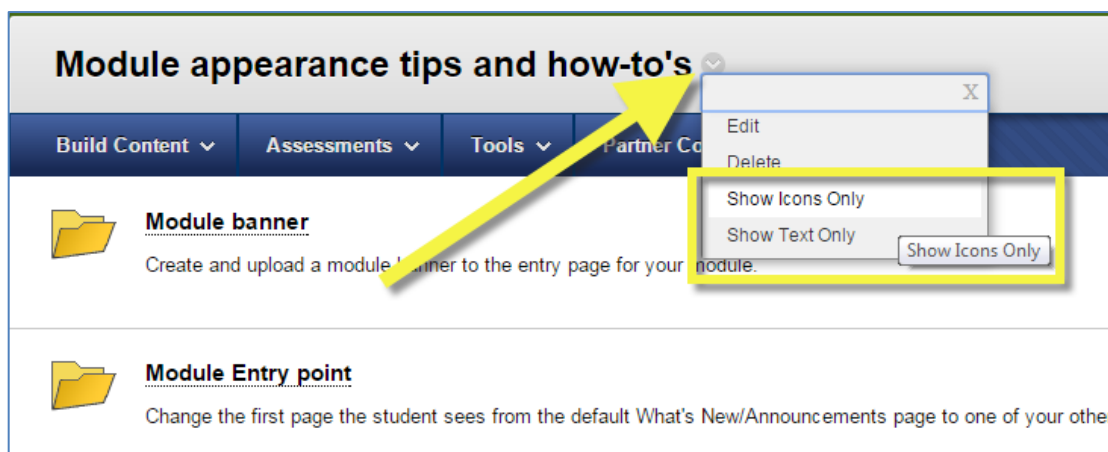 Module appearance tips and how-to's
X
Build Content Assessments Tools Partner
Edit
Delete
Show Icons Only
Show Text Only
Show Icons Only
Module banner
Create and upload a module banner to the entry page for your module.
Module Entry point
Change the first page the student sees from the default What's New/Announcements page to one of your othe